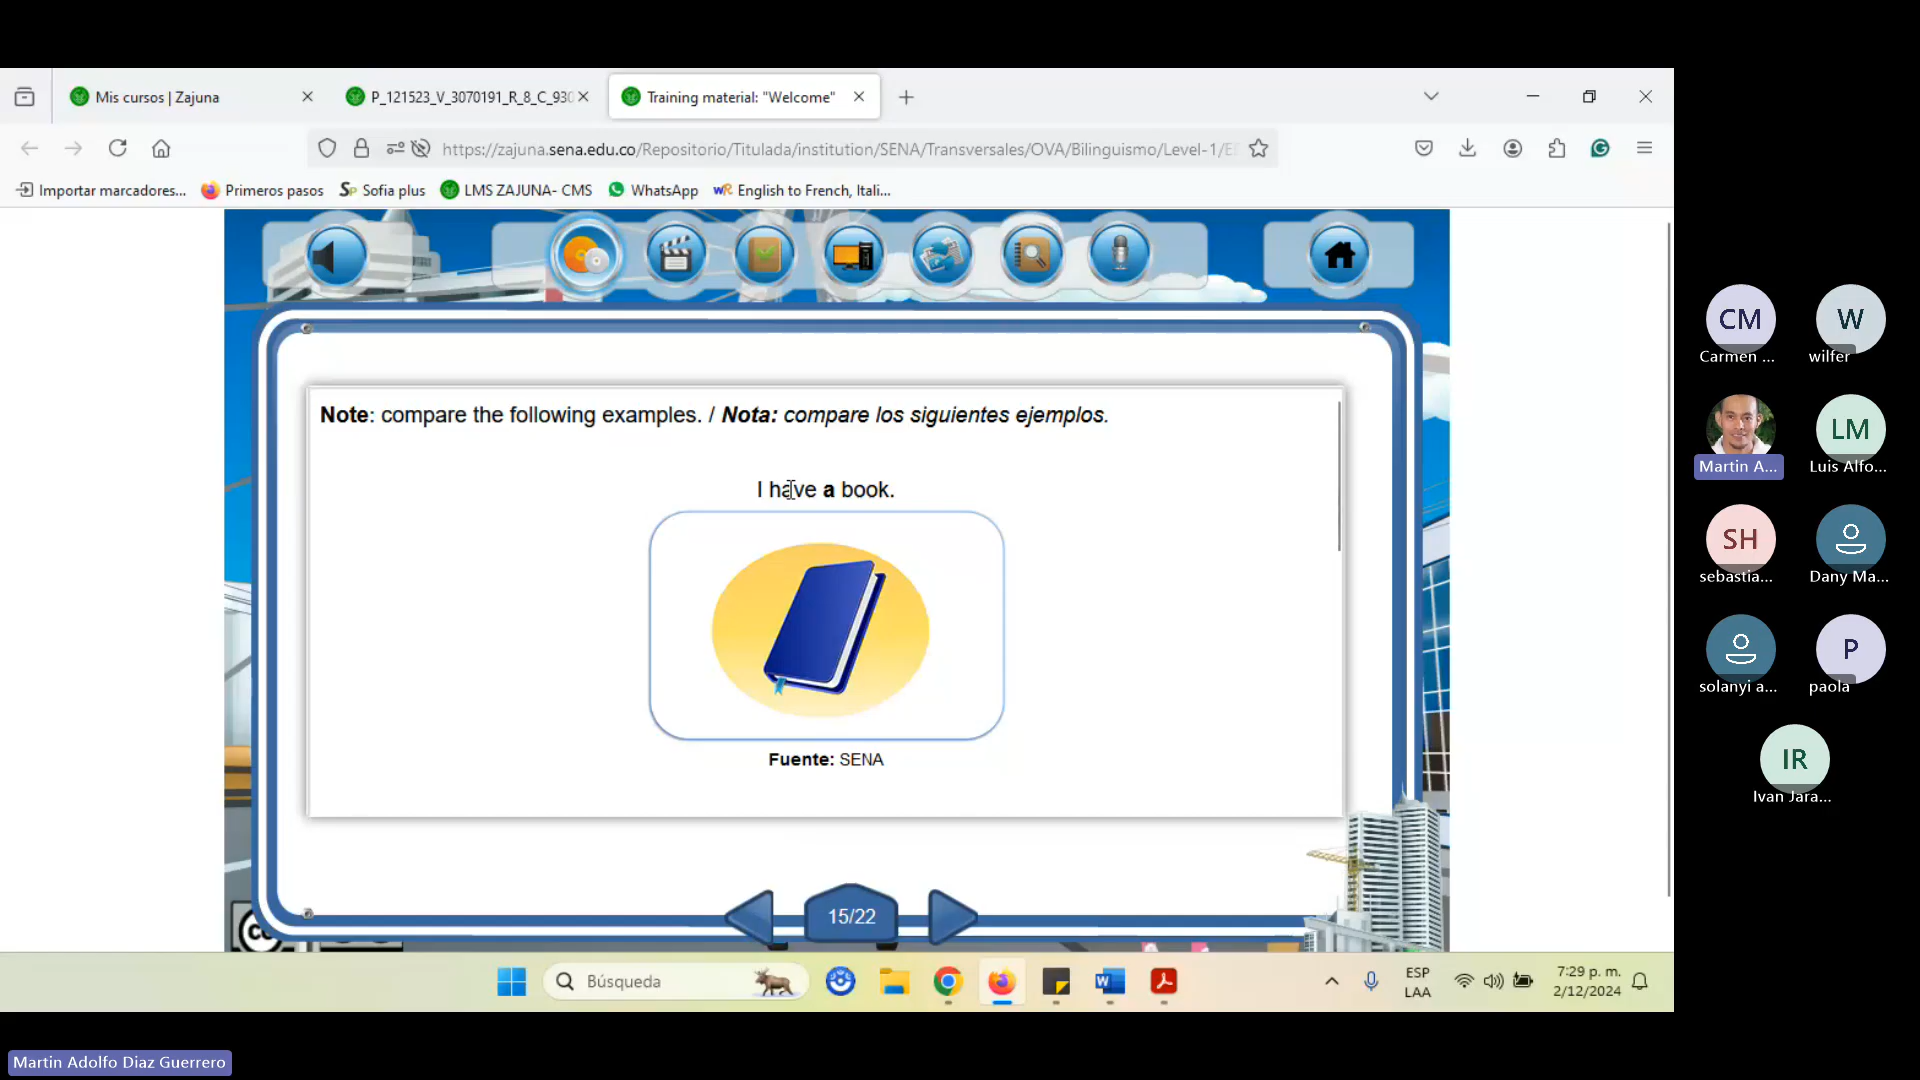 Mis cursos | Zajuna
P_121523_V_3070191_R_8_C_930
Training material: "Welcome"
https://zajuna.sena.edu.co/Repositorio/Titulada/institution/SENA/Transversales/OVA/Bilinguismo/Level-1/E
Importar marcadores...
Primeros pasos
Sp Sofia plus
LMS ZAJUNA- CMS
WhatsApp
WR English to French, Itali...
Note: compare the following examples. / Nota: compare los siguientes ejemplos.
I have a book.
Fuente: SENA
15/22
Búsqueda
ESP
LAA
7:29 p. m.
2/12/2024
CM
Carmen ...
W
wilfer
Martin A...
LM
Luis Alfo...
SH
sebastia...
Dany Ma...
solanyi a...
P
paola
IR
Ivan Jara...
Martin Adolfo Diaz Guerrero